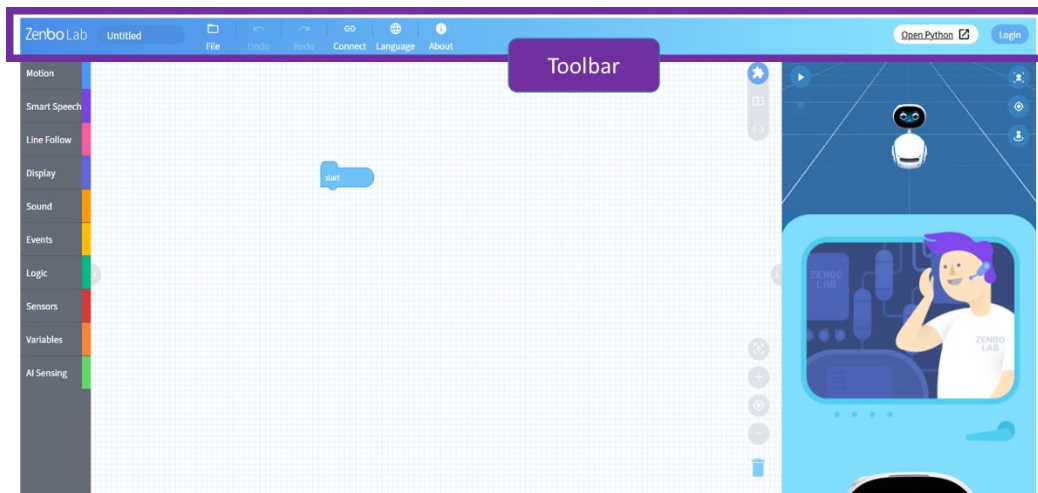 Zenbo Lab Untitled File Undo Redo Connect Language About Open Python Login
Toolbar
Motion
Smart Speech
Line Follow
Display
Sound
Events
Logic
Sensors
Variables
AI Sensing
start
ZENBO
LAB
ZENBO
LAB